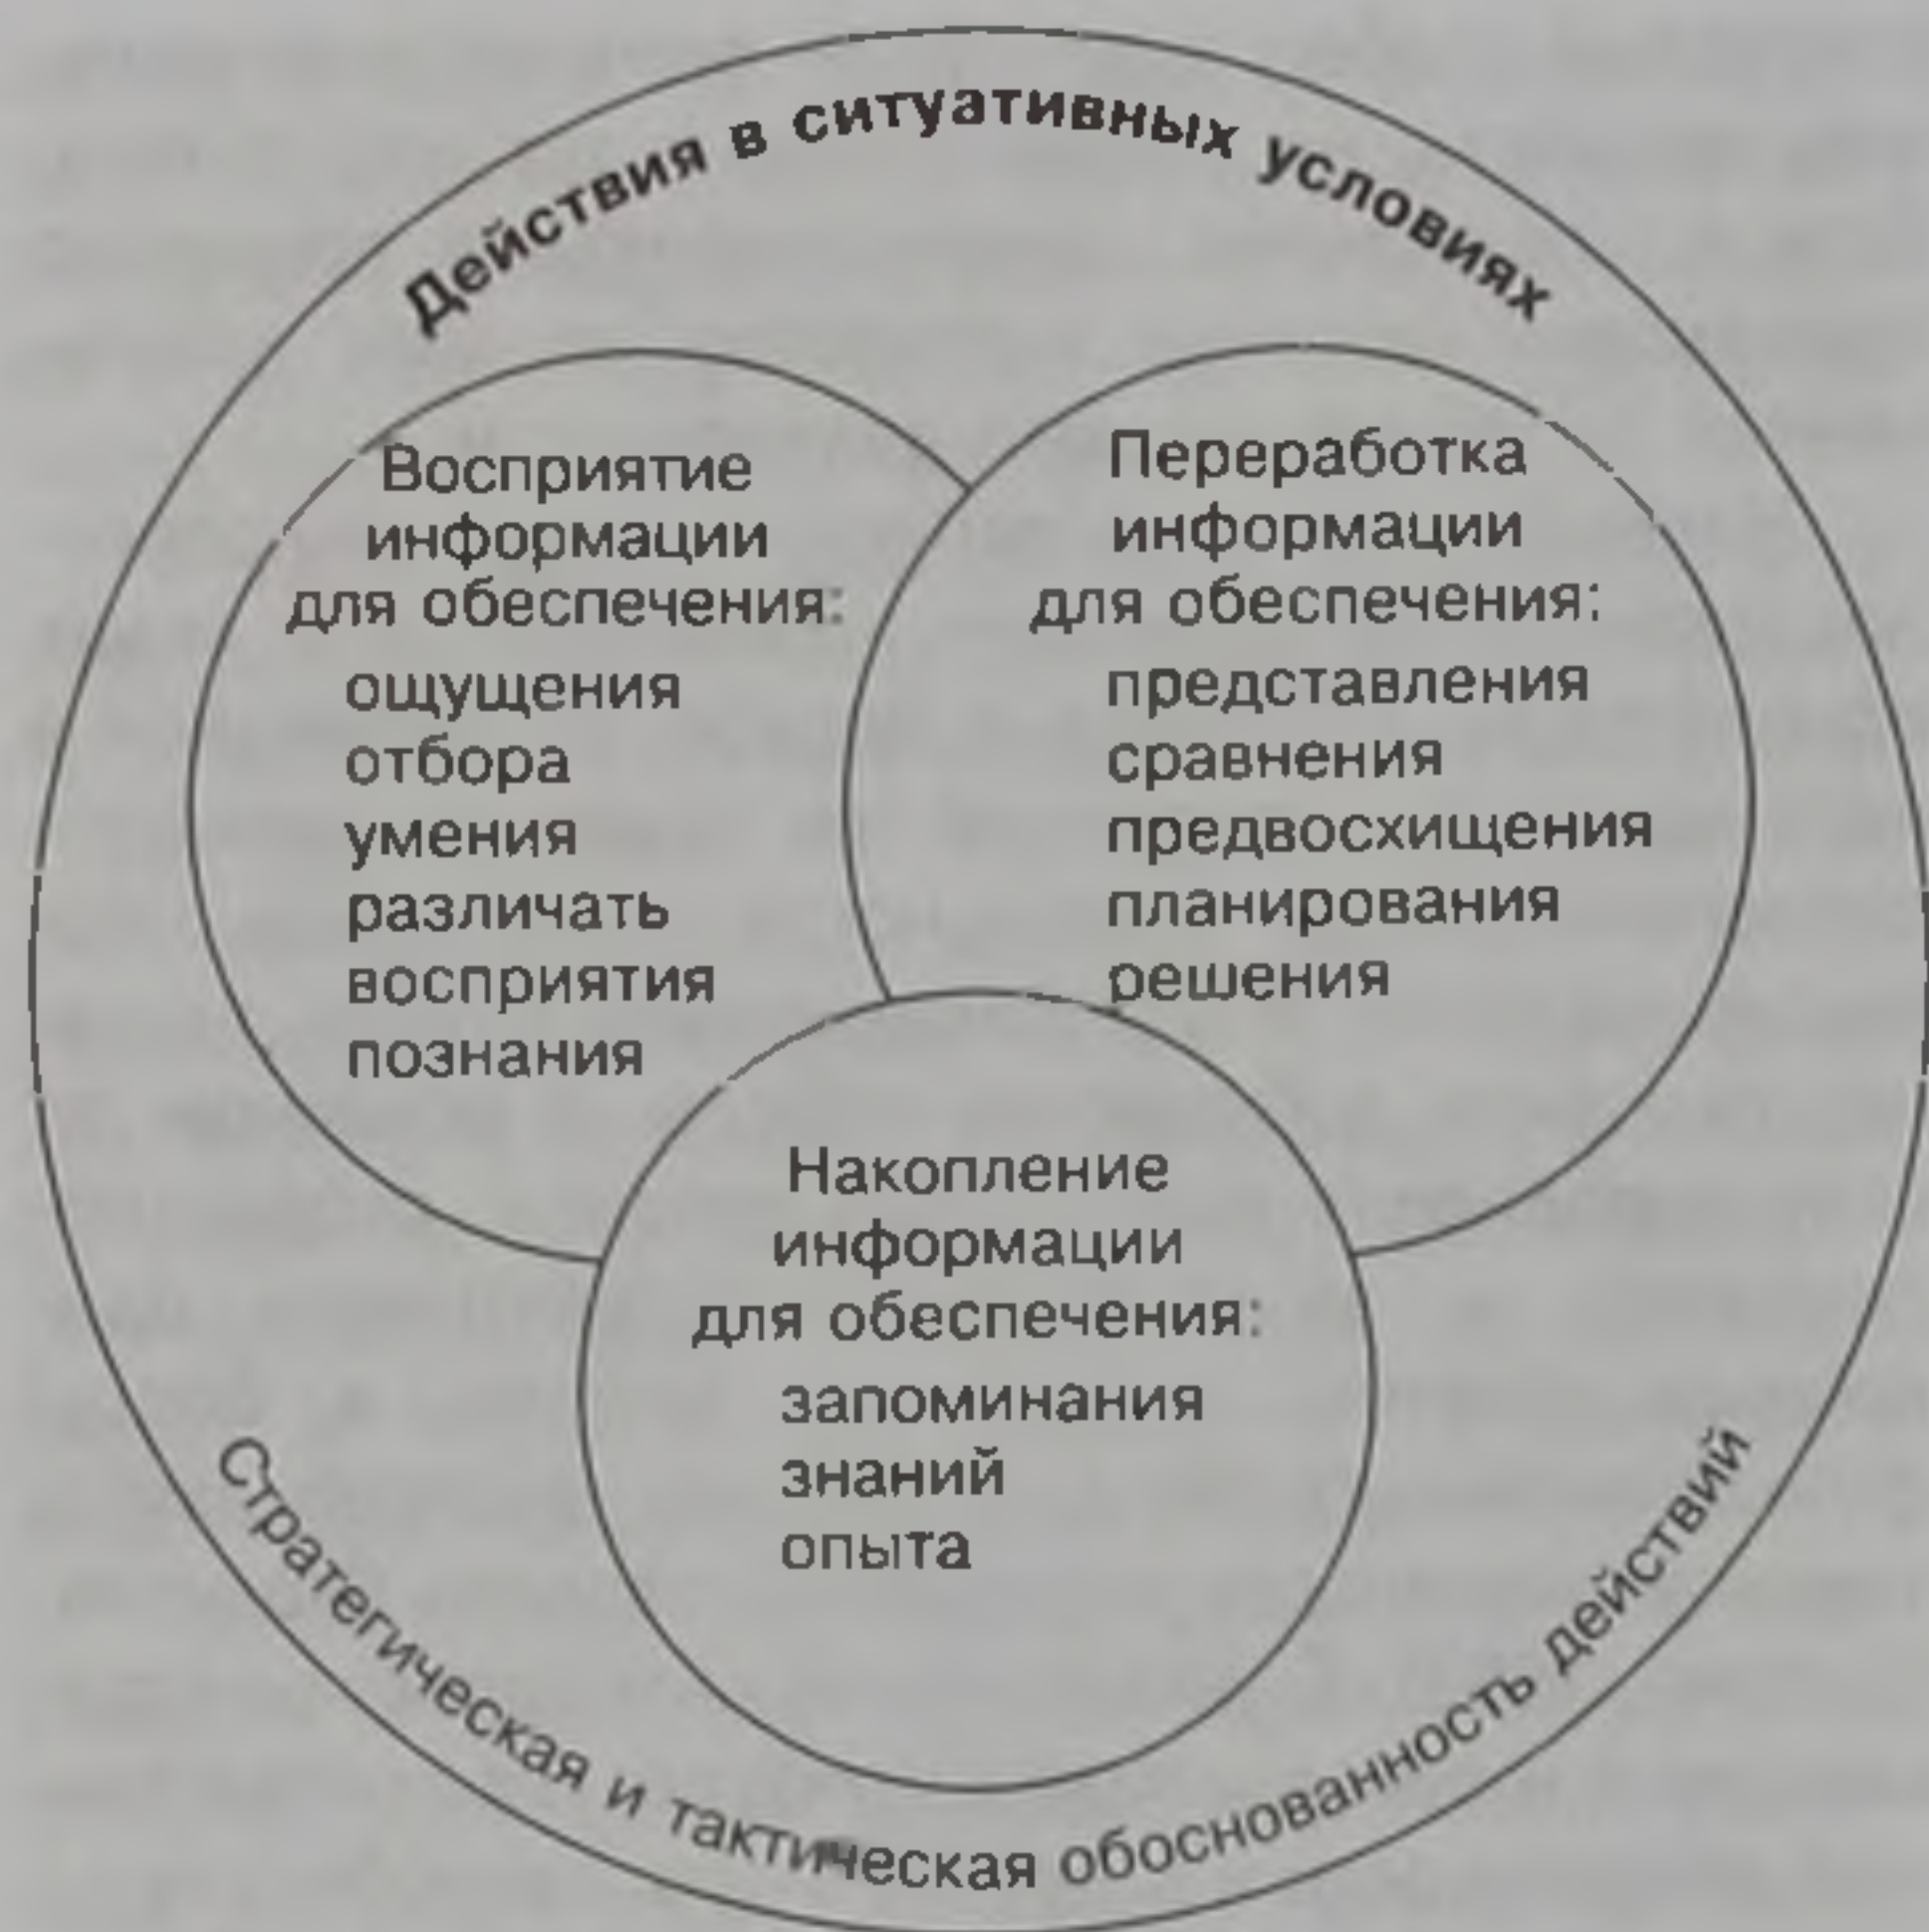 Действия в ситуативных условиях
Восприятие
информации
для обеспечения:
ощущения
отбора
умения
различать
восприятия
познания
Переработка
информации
для обеспечения:
представления
сравнения
предвосхищения
планирования
решения
Накопление
информации
для обеспечения:
запоминания
знаний
опыта
Стратегическая и тактическая обоснованность действий